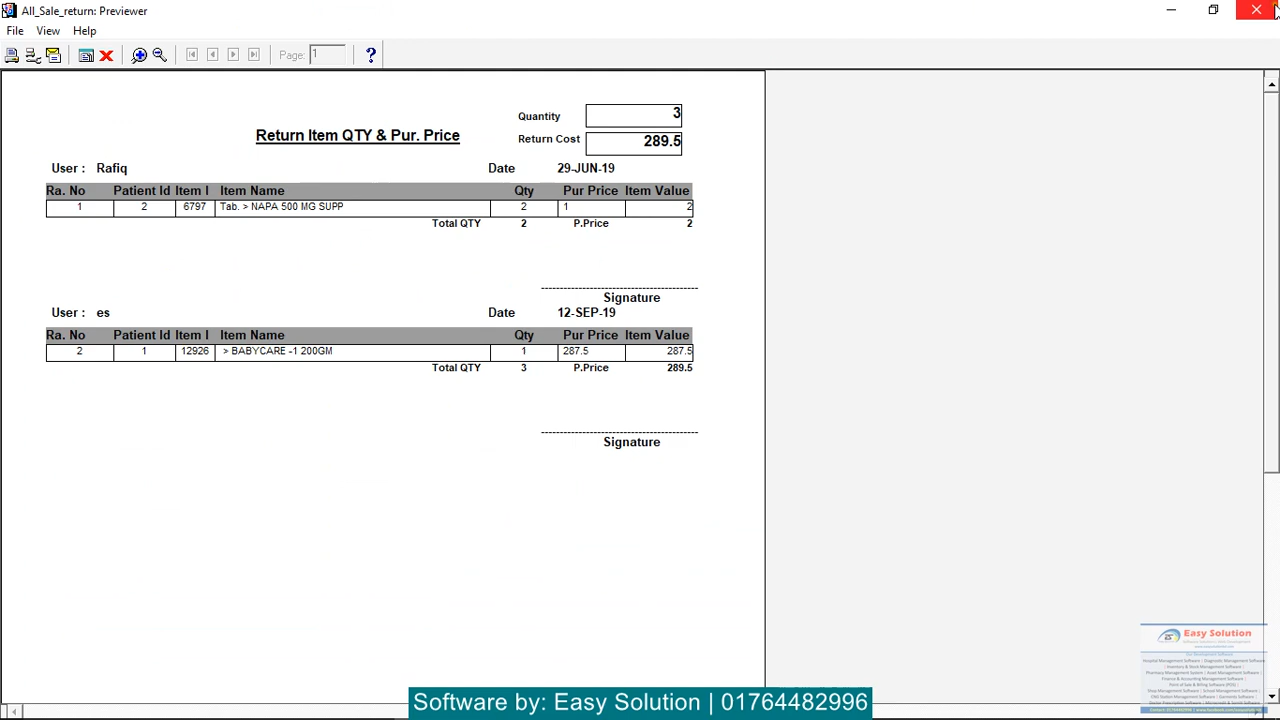 All_Sale_return: Previewer
File View Help
Page: 1
Quantity 3
Return Item QTY & Pur. Price
Return Cost 289.5
User : Rafiq Date 29-JUN-19
Ra. No Patient Id Item I Item Name Qty Pur Price Item Value
1 2 6797 Tab. > NAPA 500 MG SUPP 2 1 2
Total QTY 2 P.Price 2
Signature
User : es Date 12-SEP-19
Ra. No Patient Id Item I Item Name Qty Pur Price Item Value
2 1 12926 > BABYCARE -1 200GM 1 287.5 287.5
Total QTY 3 P.Price 289.5
Signature
Easy Solution
Software By: Easy Solution | 01764482996